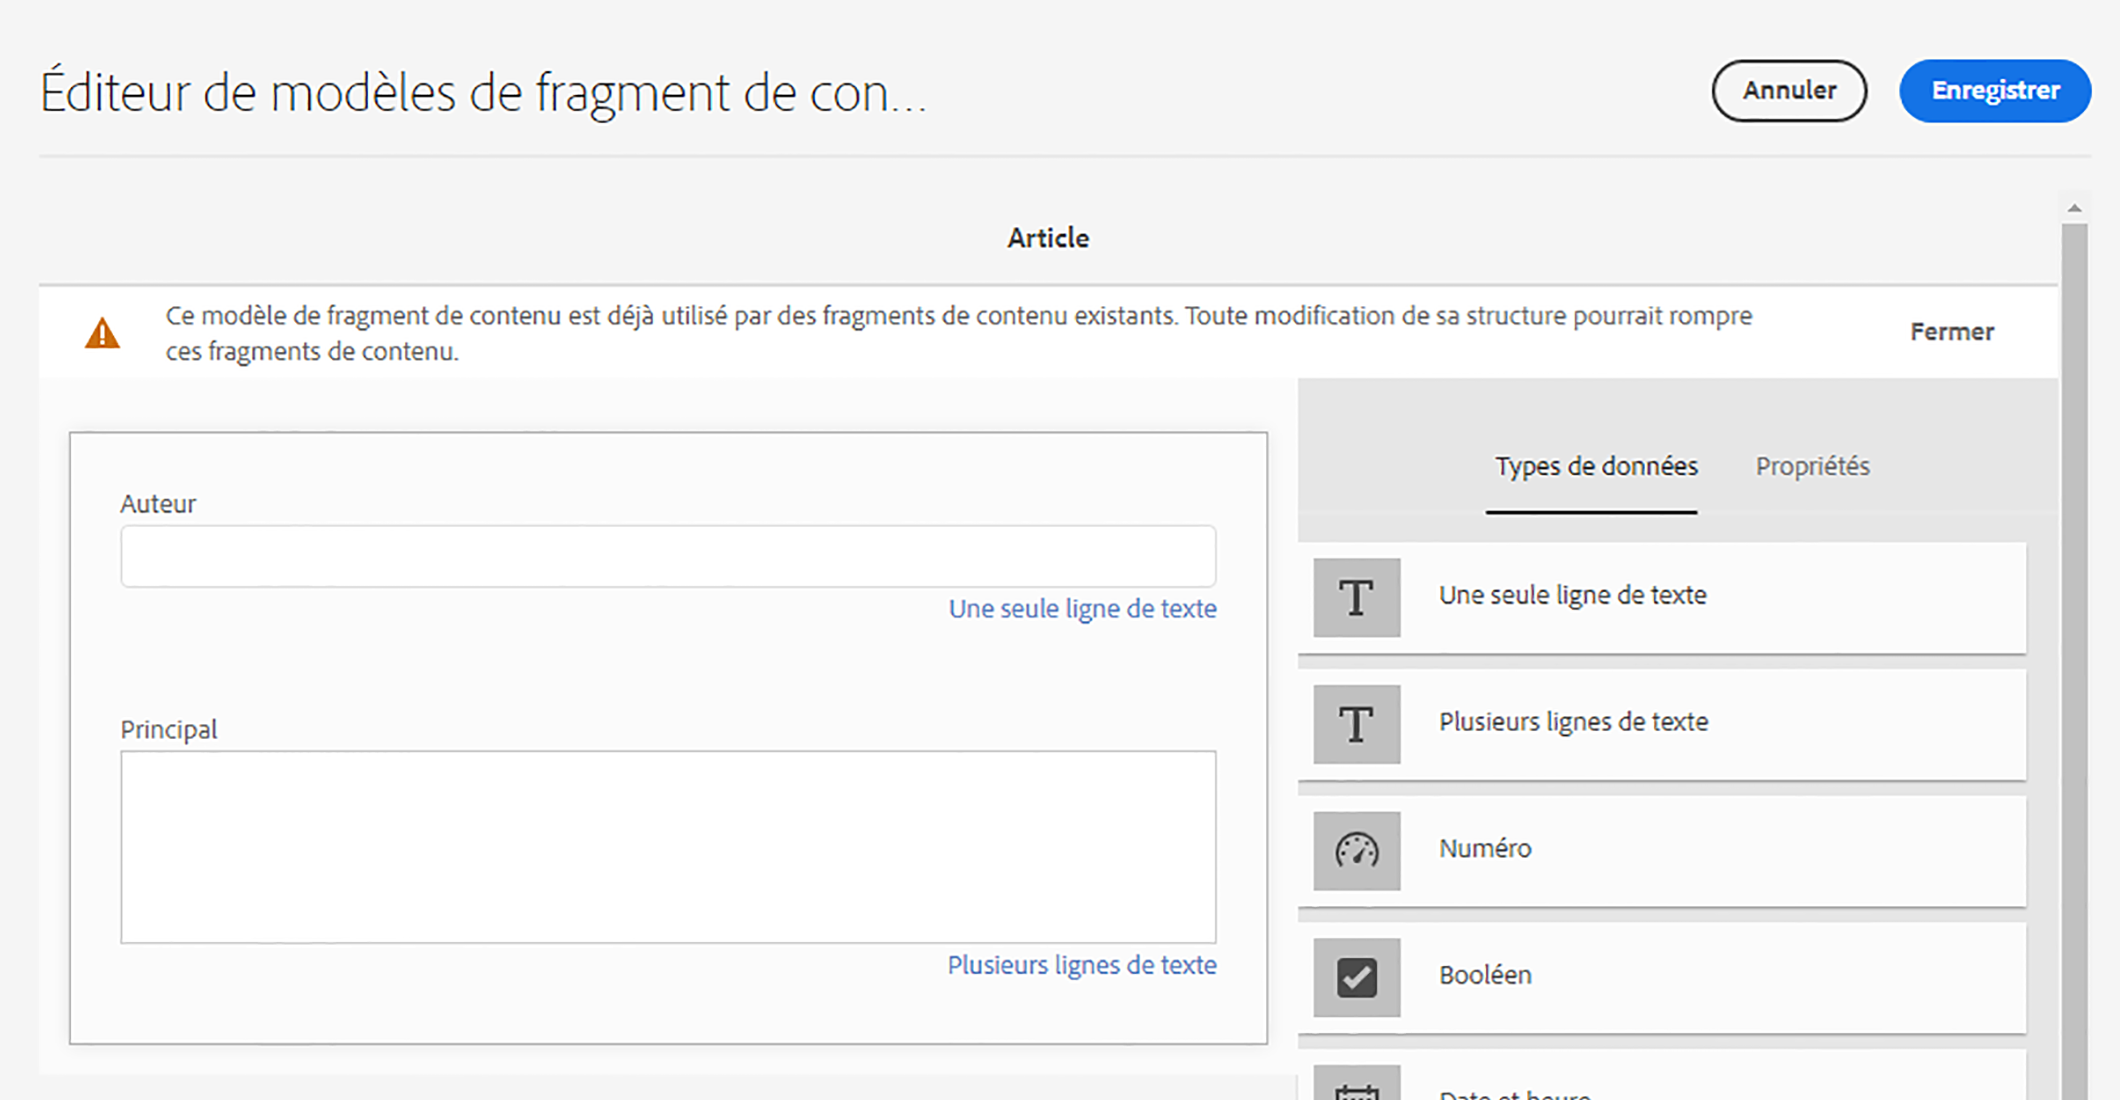 Éditeur de modèles de fragment de con...
Annuler
Enregistrer
Article
Ce modèle de fragment de contenu est déjà utilisé par des fragments de contenu existants. Toute modification de sa structure pourrait rompre
ces fragments de contenu.
Fermer
Auteur
Une seule ligne de texte
Principal
Plusieurs lignes de texte
Types de données
Propriétés
Une seule ligne de texte
Plusieurs lignes de texte
Numéro
Booléen
Date et heure